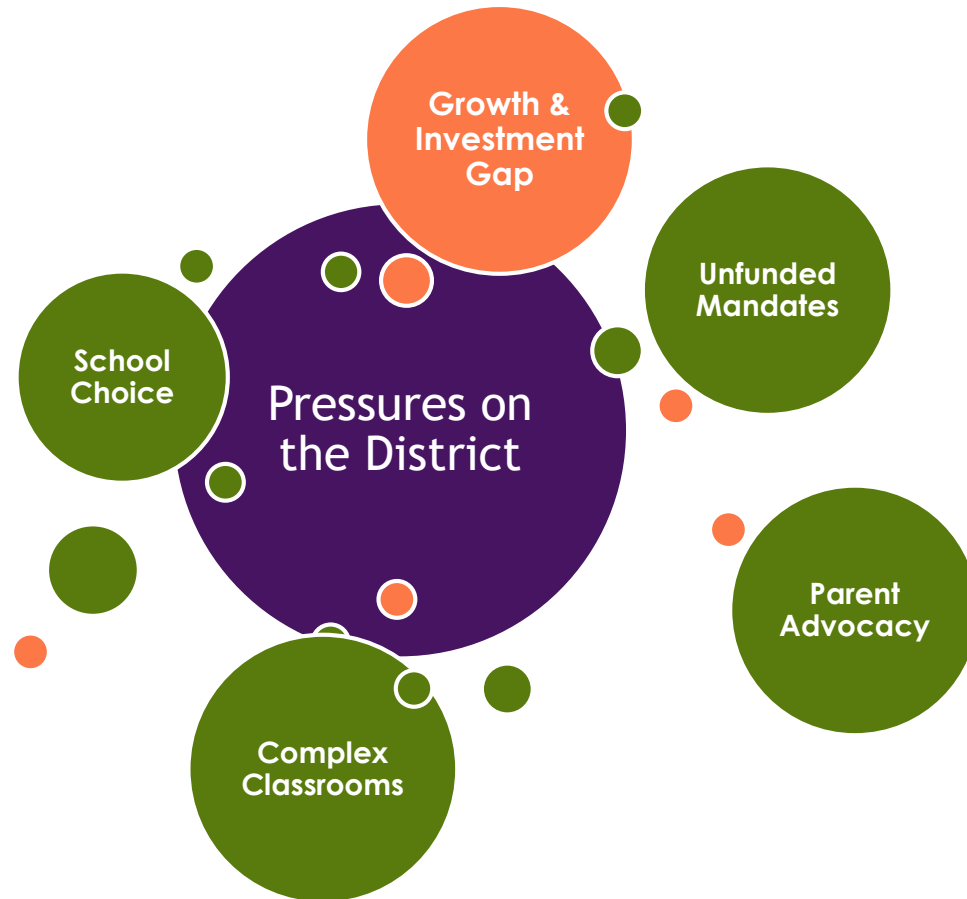 Growth &
Investment
Gap
Unfunded
Mandates
School
Choice
Pressures on
the District
Parent
Advocacy
Complex
Classrooms